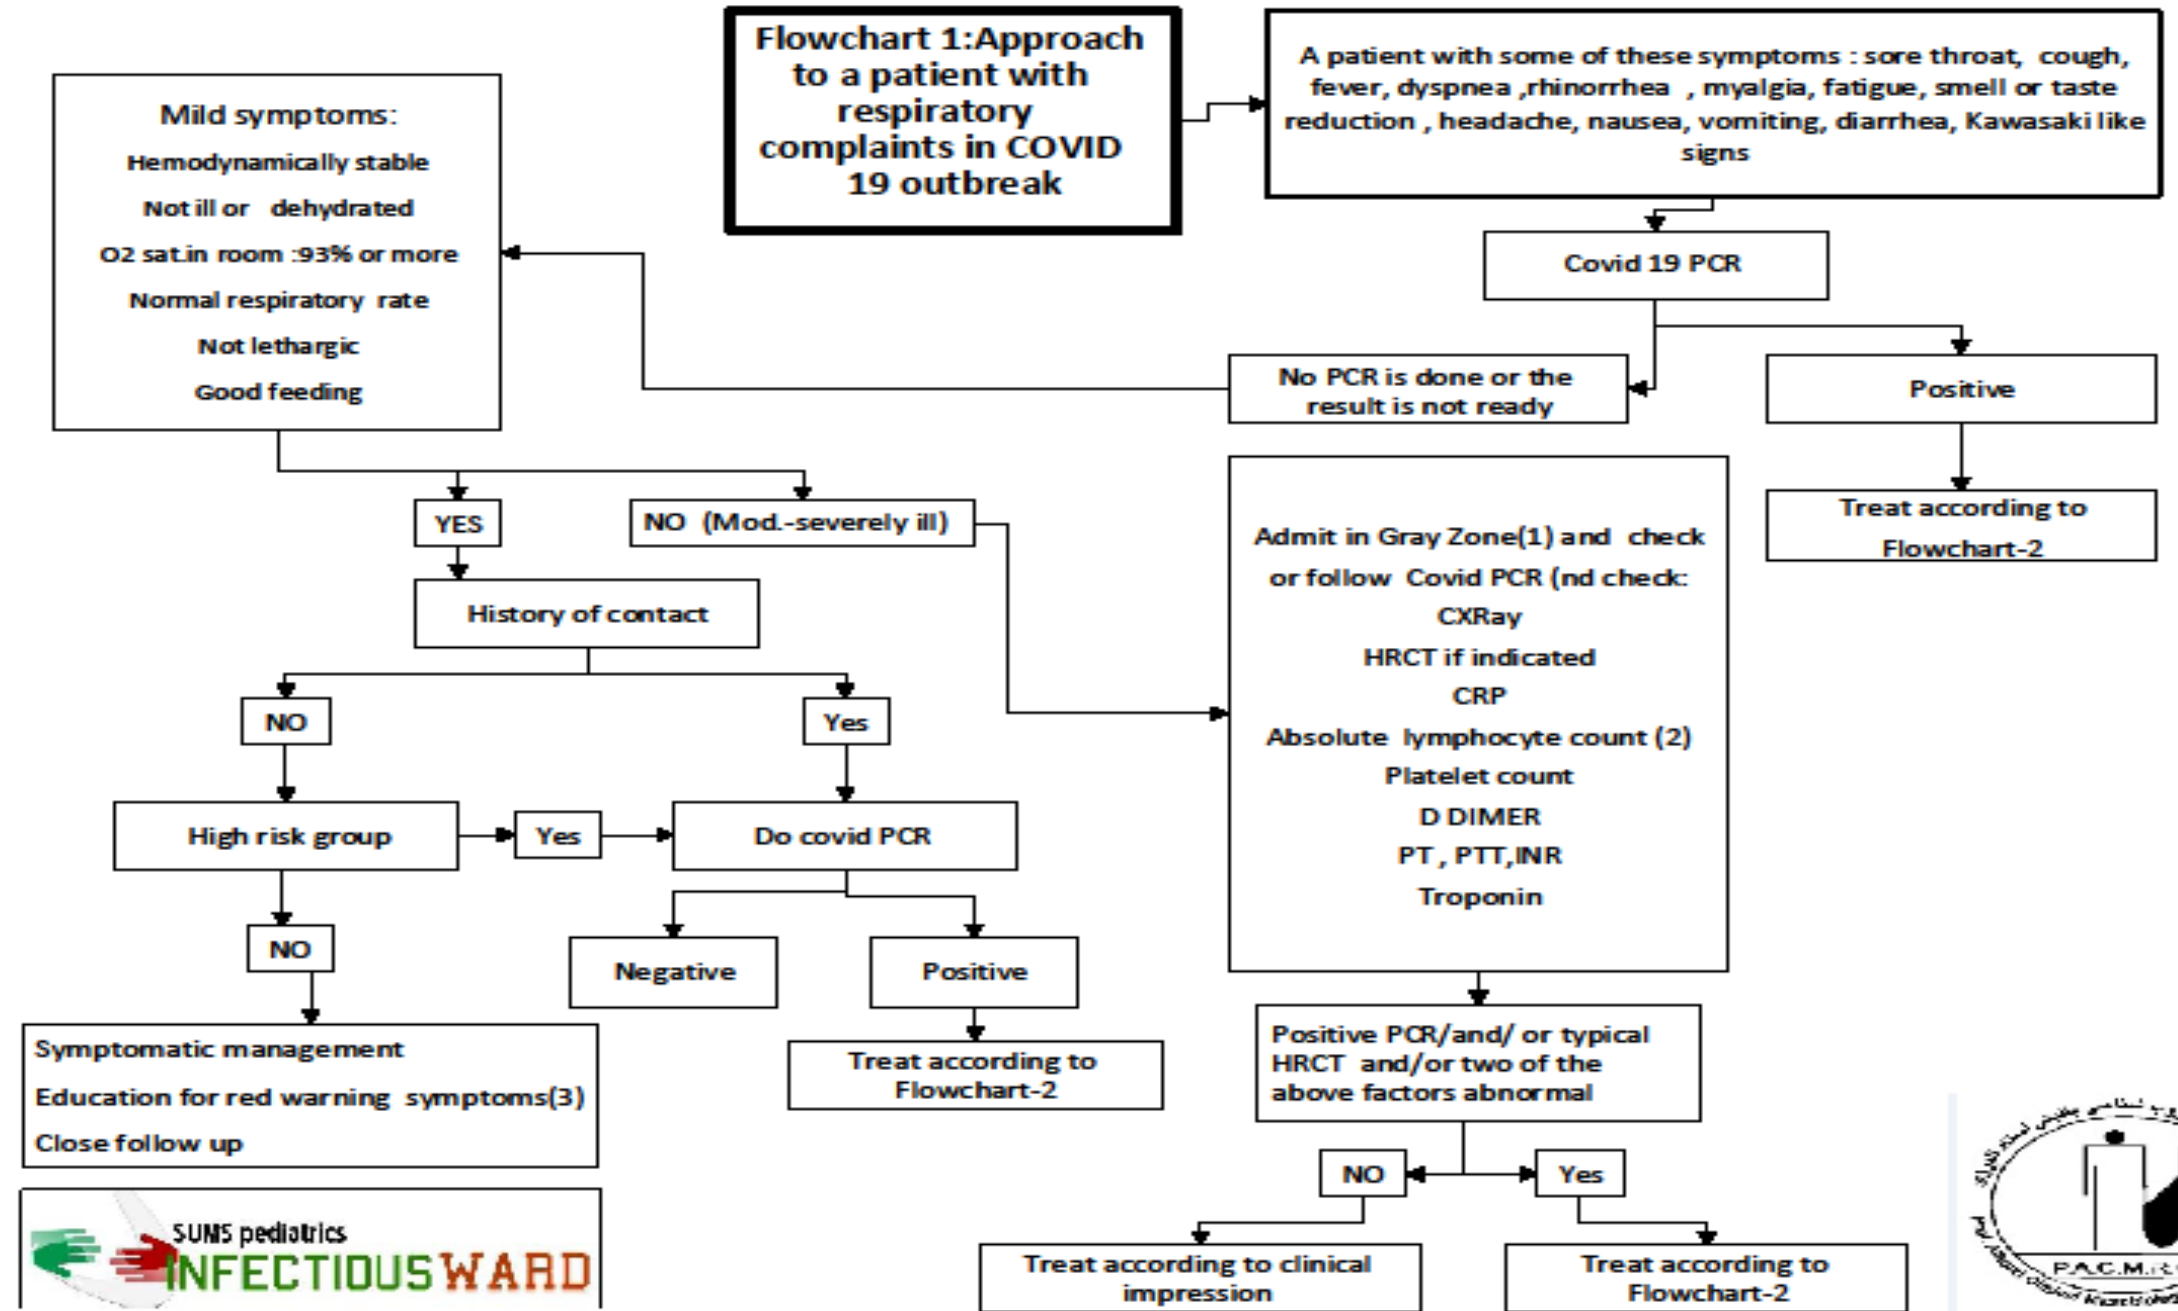 Flowchart 1:Approach
to a patient with
respiratory
complaints in COVID
19 outbreak
A patient with some of these symptoms : sore throat, cough,
fever, dyspnea ,rhinorrhea , myalgia, fatigue, smell or taste
reduction , headache, nausea, vomiting, diarrhea, Kawasaki like
signs
Covid 19 PCR
No PCR is done or the
result is not ready
Positive
Treat according to
Flowchart-2
Mild symptoms:
Hemodynamically stable
Not ill or dehydrated
O2 sat.in room :93% or more
Normal respiratory rate
Not lethargic
Good feeding
YES
NO (Mod.-severely ill)
History of contact
NO
Yes
High risk group
Yes
Do covid PCR
NO
Negative
Positive
Symptomatic management
Education for red warning symptoms(3)
Close follow up
Treat according to
Flowchart-2
Admit in Gray Zone(1) and check
or follow Covid PCR (nd check:
CXRay
HRCT if indicated
CRP
Absolute lymphocyte count (2)
Platelet count
D DIMER
PT , PTT,INR
Troponin
Positive PCR/and/ or typical
HRCT and/or two of the
above factors abnormal
NO
Yes
Treat according to clinical
impression
Treat according to
Flowchart-2
SUMS pediatrics
INFECTIOUS WARD